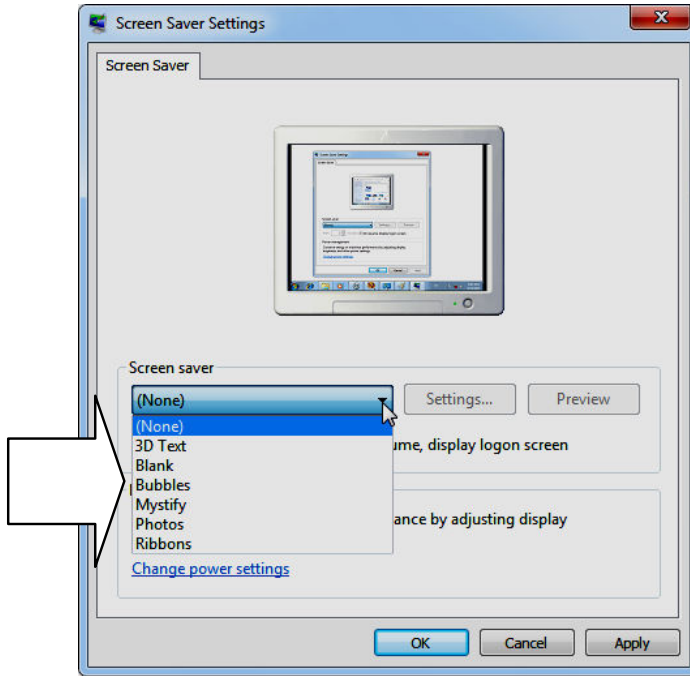 Screen Saver Settings
Screen Saver
Screen saver
(None)
Settings...
Preview
(None)
3D Text
ume, display logon screen
Blank
Bubbles
Mystify
Photos
ance by adjusting display
Ribbons
Change power settings
OK
Cancel
Apply